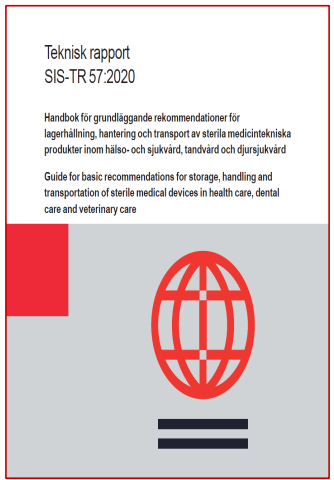 Teknisk rapport
SIS-TR 57:2020
Handbok för grundläggande rekommendationer för
lagerhållning, hantering och transport av sterila medicintekniska
produkter inom hälso- och sjukvård, tandvård och djursjukvård
Guide for basic recommendations for storage, handling and
transportation of sterile medical devices in health care, dental
care and veterinary care